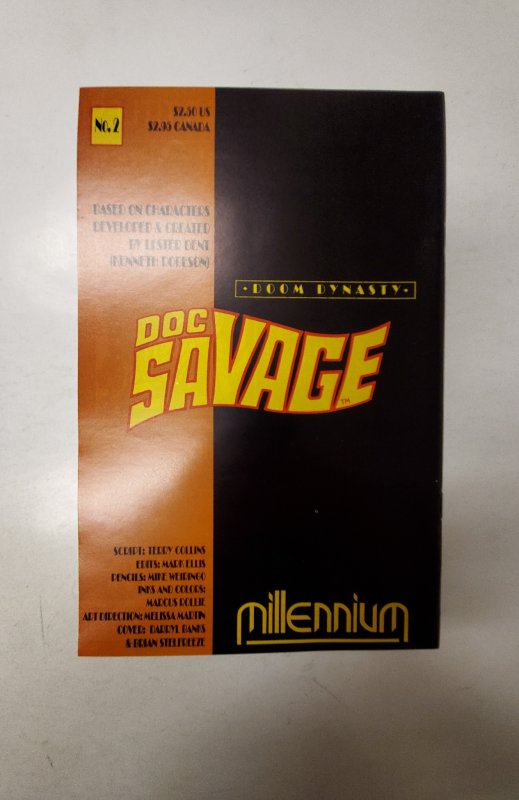 No. 2
$2.50 US
$2.95 CANADA
BASED ON CHARACTERS
DEVELOPED & CREATED
BY LESTER DENT
(KENNETH ROBESON)
• DOOM DYNASTY •
DOC
SAVAGE
TM
SCRIPT: TERRY COLLINS
EDITS: MARK ELLIS
PENCILS: MIKE WEIRINGO
INKS AND COLORS:
MARCUS ROLLIE
ART DIRECTION: MELISSA MARTIN
COVER: DARRYL BANKS
& BRIAN STELFREEZE
millennium